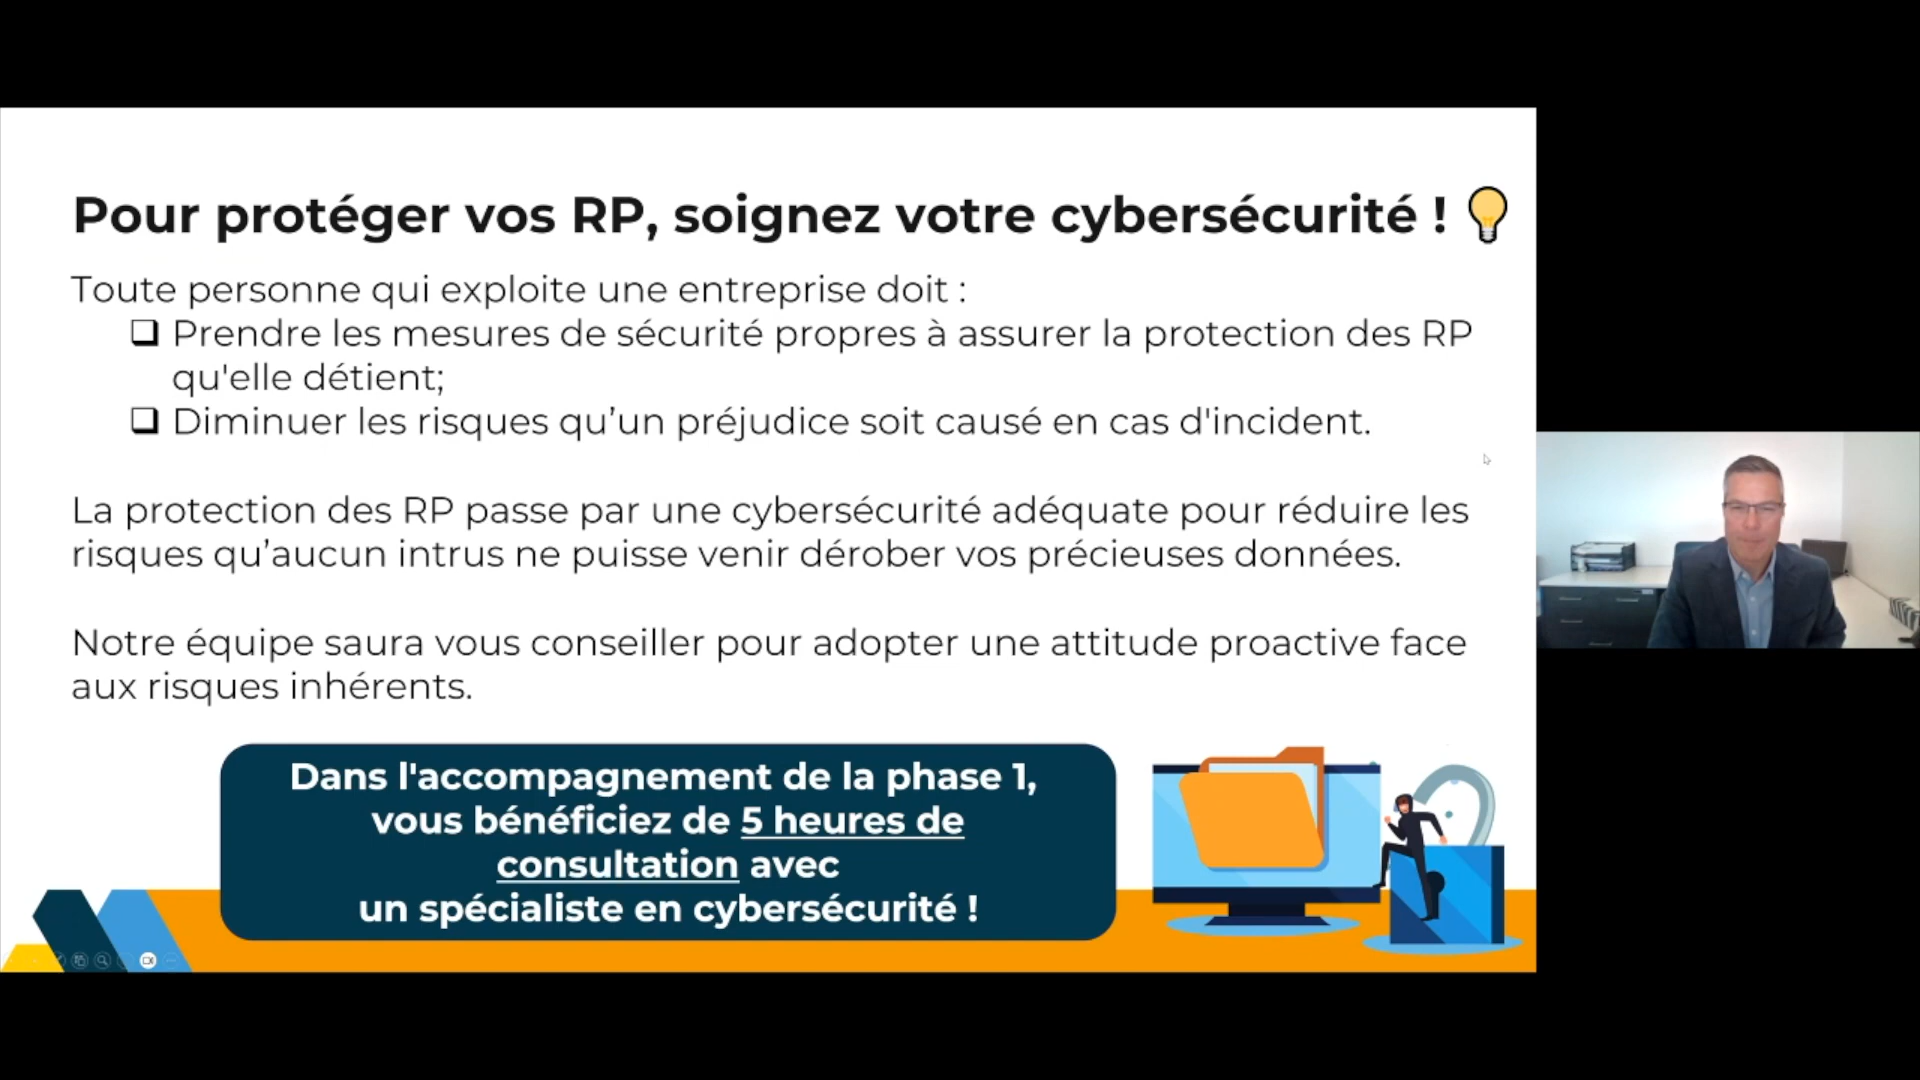 Pour protéger vos RP, soignez votre cybersécurité !
Toute personne qui exploite une entreprise doit :
❑ Prendre les mesures de sécurité propres à assurer la protection des RP
qu'elle détient;
❑ Diminuer les risques qu’un préjudice soit causé en cas d'incident.
La protection des RP passe par une cybersécurité adéquate pour réduire les
risques qu’aucun intrus ne puisse venir dérober vos précieuses données.
Notre équipe saura vous conseiller pour adopter une attitude proactive face
aux risques inhérents.
Dans l'accompagnement de la phase 1,
vous bénéficiez de 5 heures de
consultation avec
un spécialiste en cybersécurité !